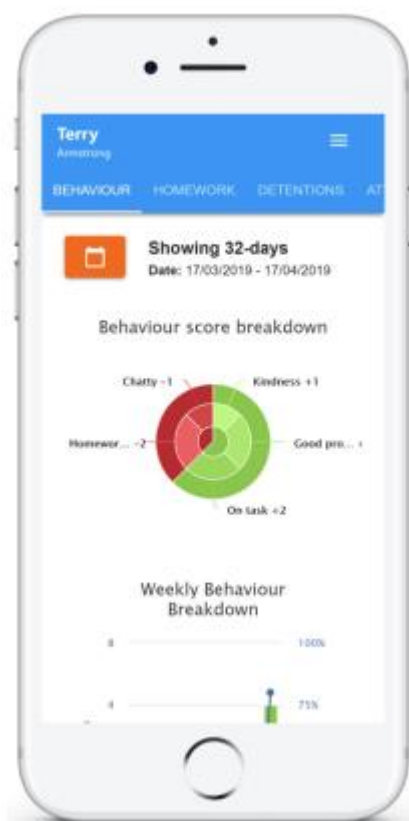 Terry
Armstrong
BEHAVIOUR HOMEWORK DETENTIONS AT
Showing 32-days
Date: 17/03/2019 - 17/04/2019
Behaviour score breakdown
Chatty -1 Kindness +1
Homewor... -2 Good pro... +
On task +2
Weekly Behaviour
Breakdown
8 100%
4 75%